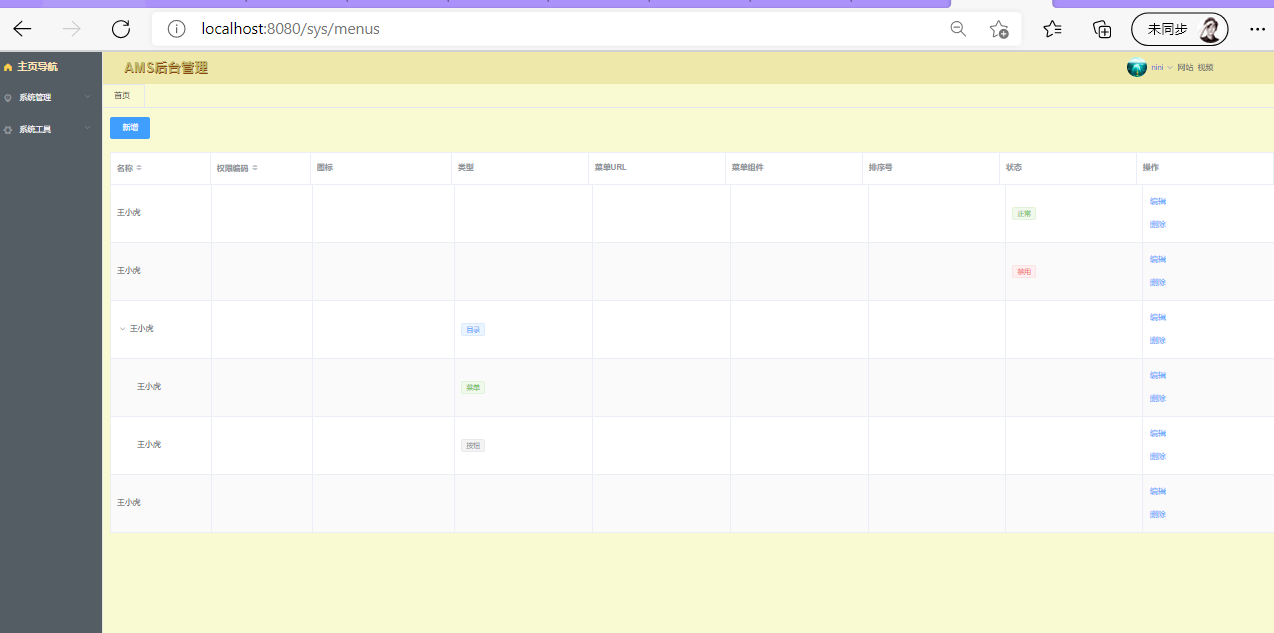 localhost:8080/sys/menus
未同步
主页导航
AMS后台管理
nini 网站 视频
系统管理
首页
系统工具
新增
名称 权限编码 图标 类型 菜单URL 菜单组件 排序号 状态 操作
王小虎 正常 编辑
删除
王小虎 禁用 编辑
删除
王小虎 目录 编辑
删除
王小虎 菜单 编辑
删除
王小虎 按钮 编辑
删除
王小虎 编辑
删除